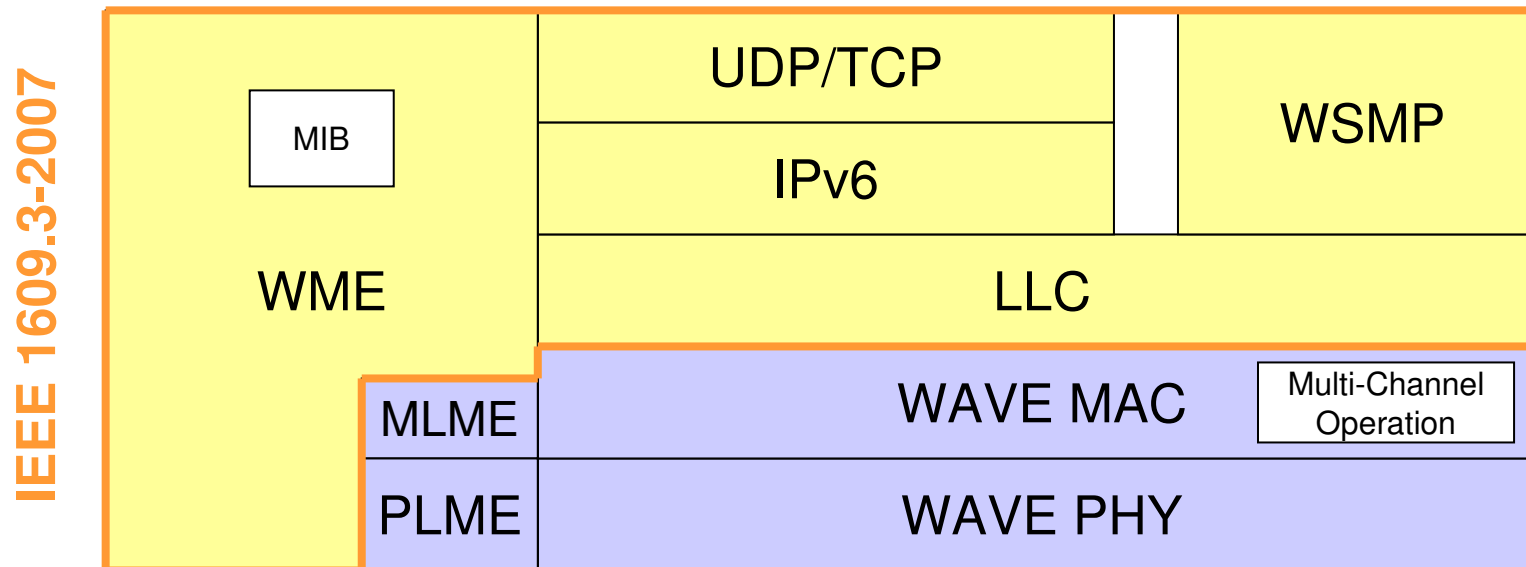 IEEE 1609.3-2007
UDP/TCP
MIB
WSMP
IPv6
WME
LLC
MLME
WAVE MAC
Multi-Channel
Operation
PLME
WAVE PHY